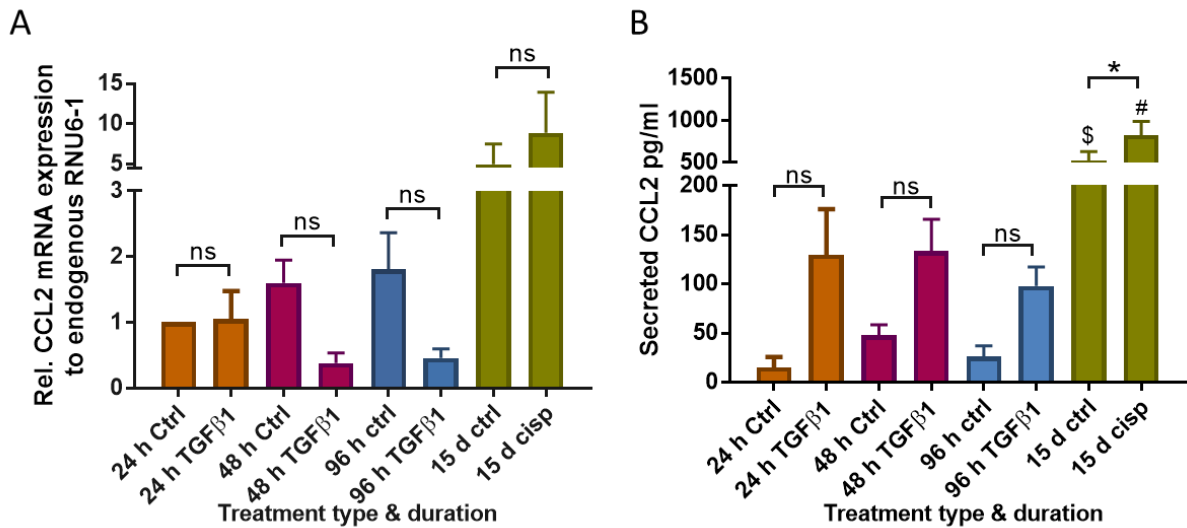 A
Rel. CCL2 mRNA expression
to endogenous RNU6-1
15
10
5
3
2
1
0
ns
ns
ns
ns
24 h Ctrl
24 h TGFβ1
48 h Ctrl
48 h TGFβ1
96 h ctrl
96 h TGFβ1
15 d ctrl
15 d cisp
Treatment type & duration
B
Secreted CCL2 pg/ml
1500
1000
500
200
150
100
50
0
ns
ns
ns
*
$
#
24 h Ctrl
24 h TGFβ1
48 h Ctrl
48 h TGFβ1
96 h ctrl
96 h TGFβ1
15 d ctrl
15 d cisp
Treatment type & duration